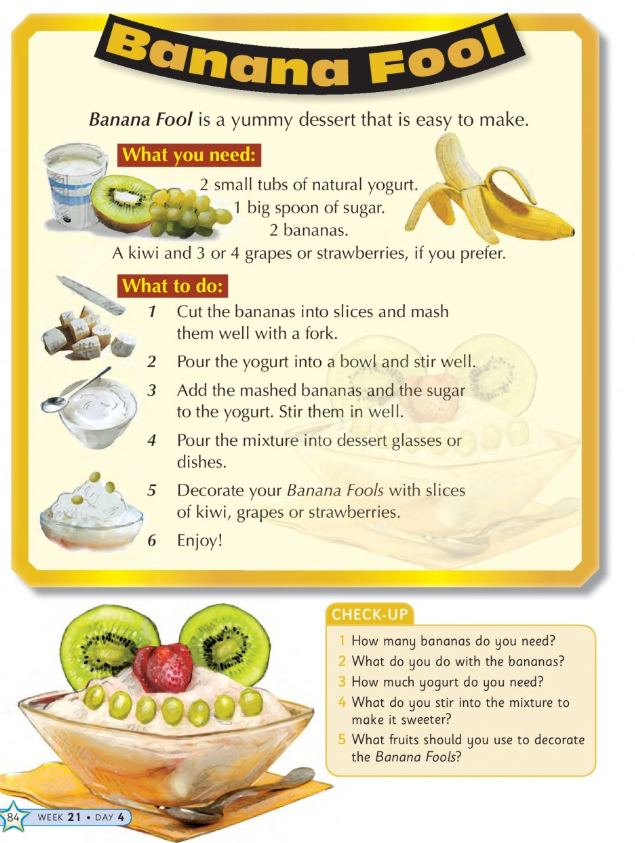 Banana Fool
Banana Fool is a yummy dessert that is easy to make.
What you need:
2 small tubs of natural yogurt.
1 big spoon of sugar.
2 bananas.
A kiwi and 3 or 4 grapes or strawberries, if you prefer.
What to do:
1 Cut the bananas into slices and mash
them well with a fork.
2 Pour the yogurt into a bowl and stir well.
3 Add the mashed bananas and the sugar
to the yogurt. Stir them in well.
4 Pour the mixture into dessert glasses or
dishes.
5 Decorate your Banana Fools with slices
of kiwi, grapes or strawberries.
6 Enjoy!
CHECK-UP
1 How many bananas do you need?
2 What do you do with the bananas?
3 How much yogurt do you need?
4 What do you stir into the mixture to
make it sweeter?
5 What fruits should you use to decorate
the Banana Fools?
84 WEEK 21 • DAY 4